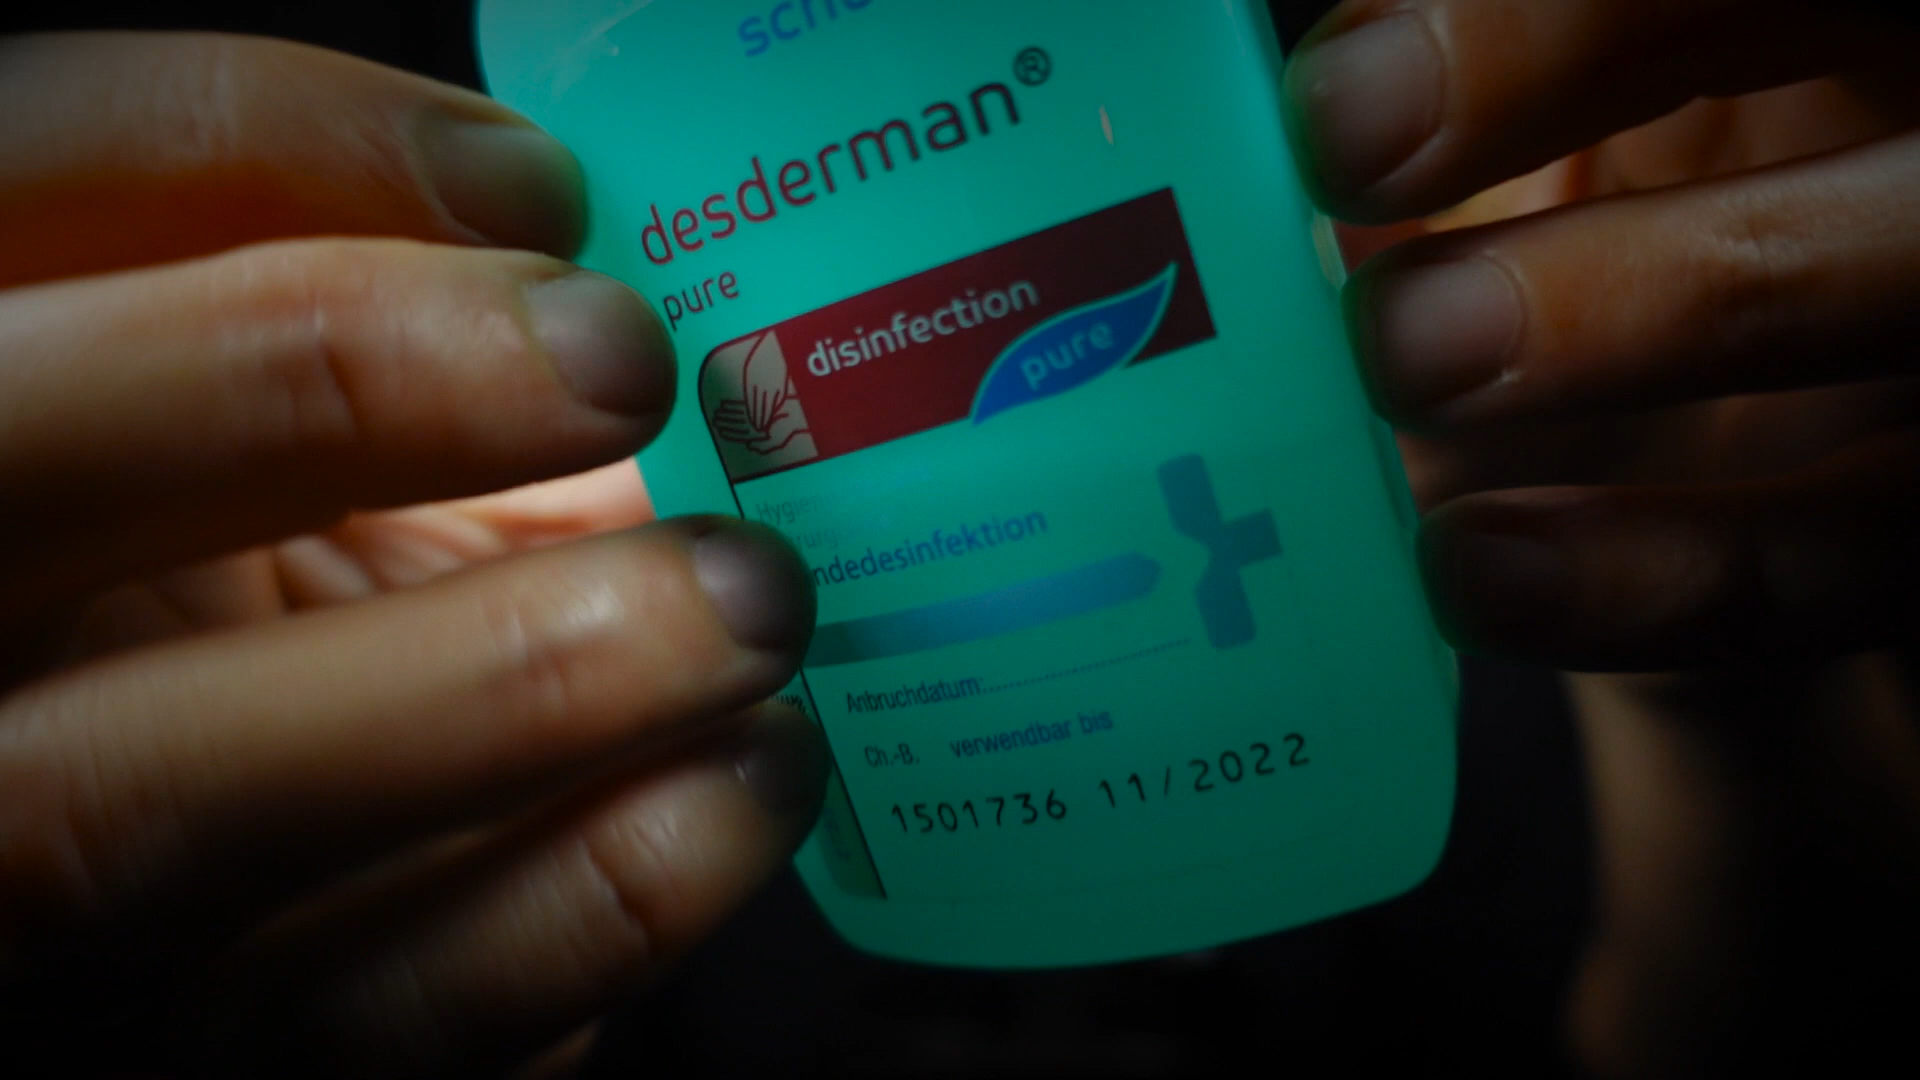 desderman®
pure
disinfection
pure
Anbruchdatum:
Ch.-B. verwendbar bis
1501736 11/2022